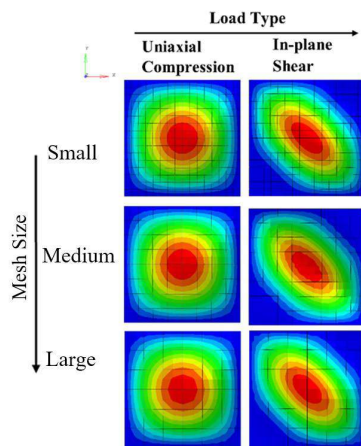 Load Type
Uniaxial
Compression
In-plane
Shear
Mesh Size
Small
Medium
Large